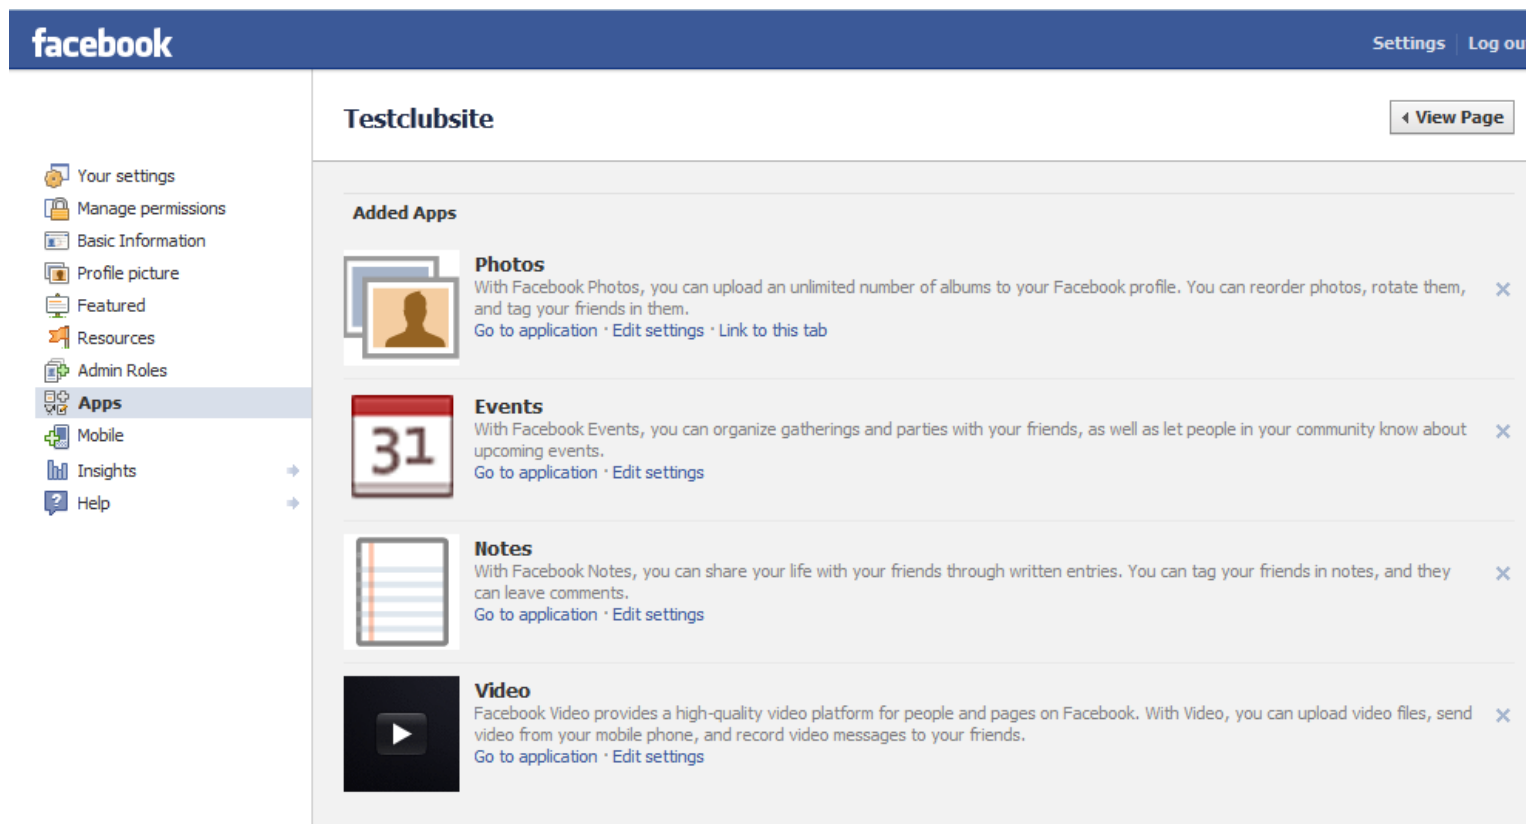 facebook
Settings
Log ou
Testclubsite
View Page
Your settings
Manage permissions
Basic Information
Profile picture
Featured
Resources
Admin Roles
Apps
Mobile
Insights
Help
Added Apps
Photos
With Facebook Photos, you can upload an unlimited number of albums to your Facebook profile. You can reorder photos, rotate them,
and tag your friends in them.
Go to application · Edit settings · Link to this tab
31
Events
With Facebook Events, you can organize gatherings and parties with your friends, as well as let people in your community know about
upcoming events.
Go to application · Edit settings
Notes
With Facebook Notes, you can share your life with your friends through written entries. You can tag your friends in notes, and they
can leave comments.
Go to application · Edit settings
Video
Facebook Video provides a high-quality video platform for people and pages on Facebook. With Video, you can upload video files, send
video from your mobile phone, and record video messages to your friends.
Go to application · Edit settings